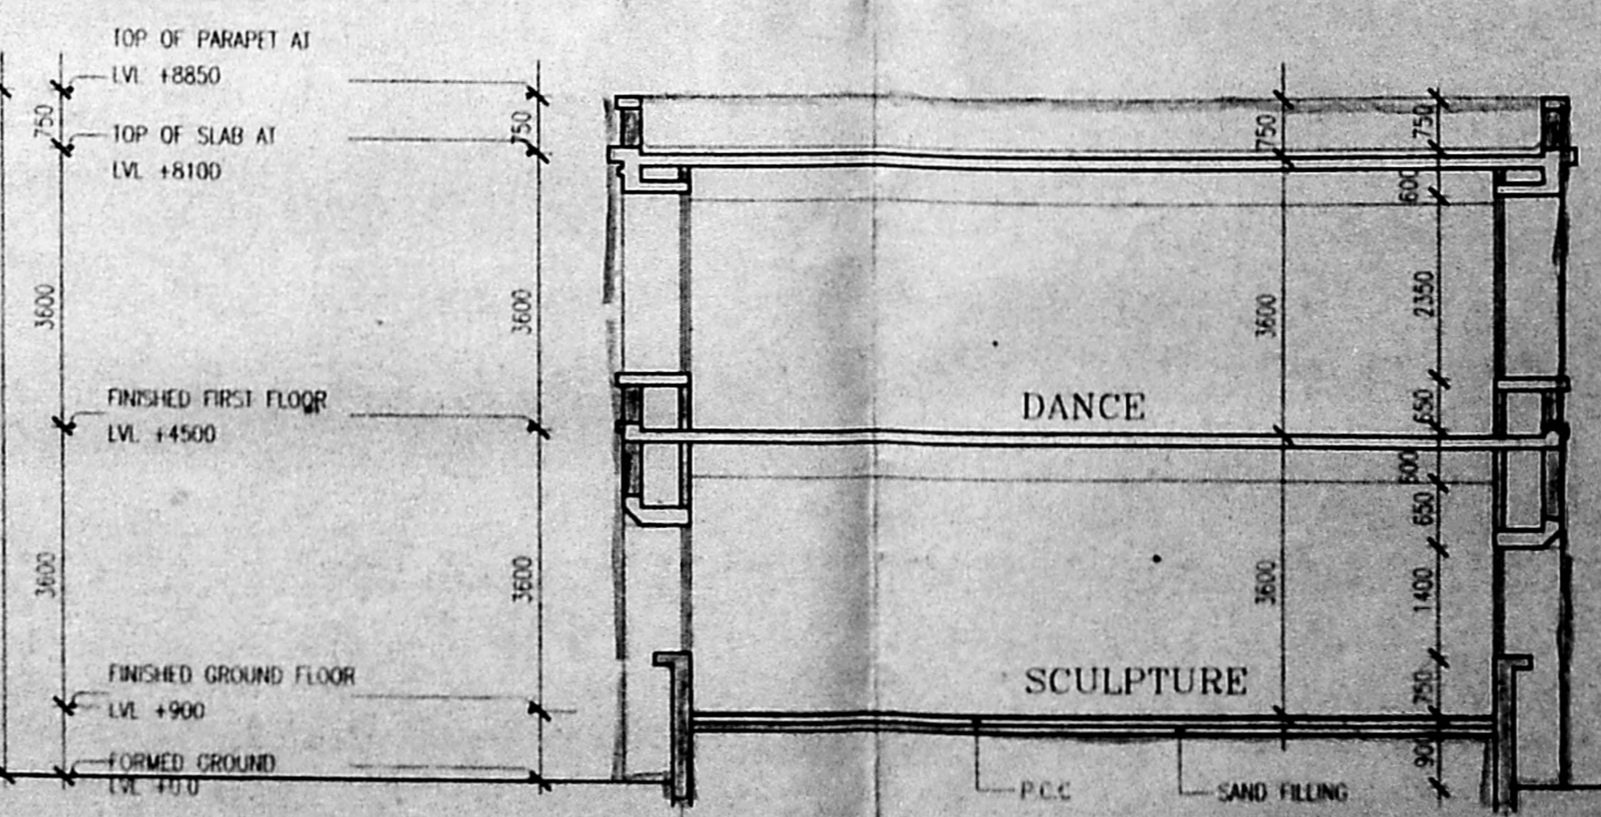 TOP OF PARAPET AT
LVL +8850
750
TOP OF SLAB AT
LVL +8100
3600
FINISHED FIRST FLOOR
LVL +4500
3600
FINISHED GROUND FLOOR
LVL +900
FORMED GROUND
LVL +0.0
750
3600
3600
750
3600
3600
DANCE
SCULPTURE
P.C.C
SAND FILLING
750
600
2350
650
600
650
1400
750
900